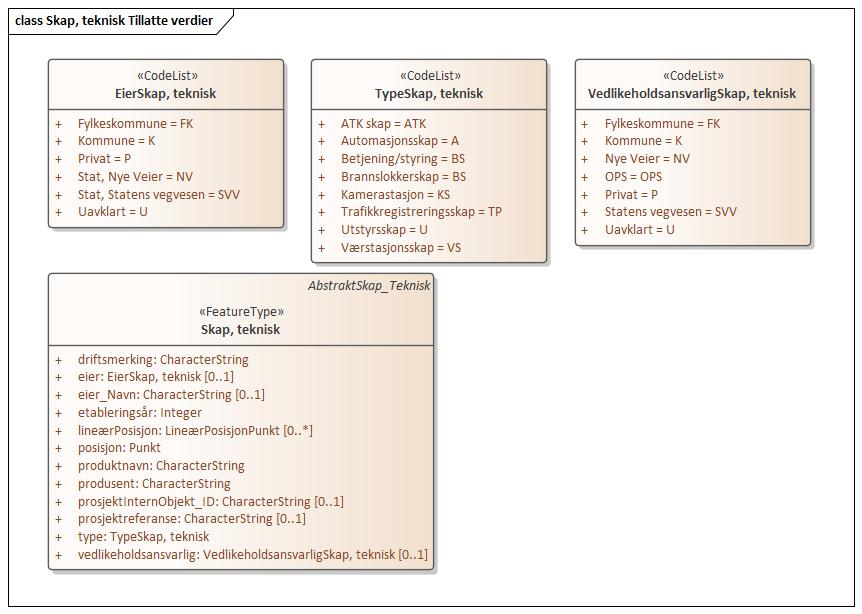 class Skap, teknisk Tillatte verdier
«CodeList»
EierSkap, teknisk
+ Fylkeskommune = FK
+ Kommune = K
+ Privat = P
+ Stat, Nye Veier = NV
+ Stat, Statens vegvesen = SVV
+ Uavklart = U
«CodeList»
TypeSkap, teknisk
+ ATK skap = ATK
+ Automasjonsskap = A
+ Betjening/styring = BS
+ Brannslokkerskap = BS
+ Kamerastasjon = KS
+ Trafikkregistreringsskap = TP
+ Utstyrsskap = U
+ Værstasjonsskap = VS
«CodeList»
VedlikeholdsansvarligSkap, teknisk
+ Fylkeskommune = FK
+ Kommune = K
+ Nye Veier = NV
+ OPS = OPS
+ Privat = P
+ Statens vegvesen = SVV
+ Uavklart = U
AbstraktSkap_Teknisk
«FeatureType»
Skap, teknisk
+ driftsmerking: CharacterString
+ eier: EierSkap, teknisk [0..1]
+ eier_Navn: CharacterString [0..1]
+ etableringsår: Integer
+ lineærPosisjon: LineærPosisjonPunkt [0..*]
+ posisjon: Punkt
+ produktnavn: CharacterString
+ produsent: CharacterString
+ prosjektInternObjekt_ID: CharacterString [0..1]
+ prosjektreferanse: CharacterString [0..1]
+ type: TypeSkap, teknisk
+ vedlikeholdsansvarlig: VedlikeholdsansvarligSkap, teknisk [0..1]